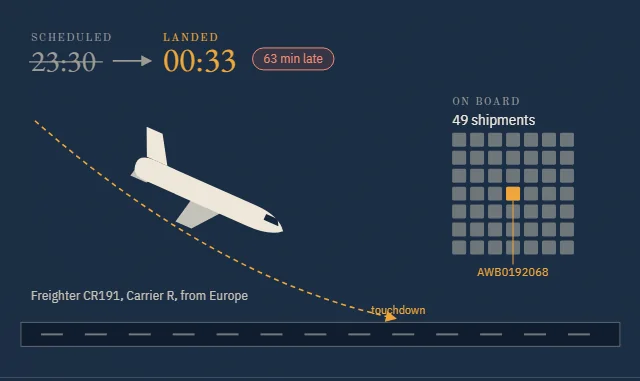 SCHEDULED
23:30
LANDED
00:33
63 min late
ON BOARD
49 shipments
AWB0192068
Freighter CR191, Carrier R, from Europe
touchdown